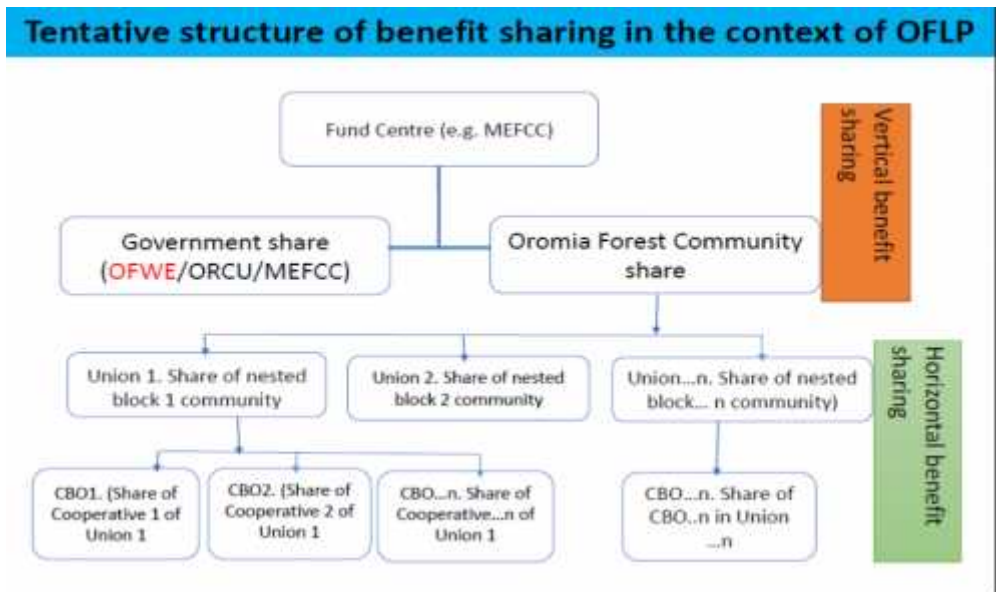 Tentative structure of benefit sharing in the context of OFLP
Fund Centre (e.g. MEFCC)
Vertical benefit
sharing
Government share
(OFWE/ORCU/MEFCC)
Oromia Forest Community
share
Horizontal benefit
sharing
Union 1. Share of nested
block 1 community
Union 2. Share of nested
block 2 community
Union...n. Share of nested
block... n community)
CBO1. (Share of
Cooperative 1 of
Union 1
CBO2. (Share of
Cooperative 2 of
Union 1
CBO...n. Share of
Cooperative...n of
Union 1
CBO...n. Share of
CBO..n in Union
...n